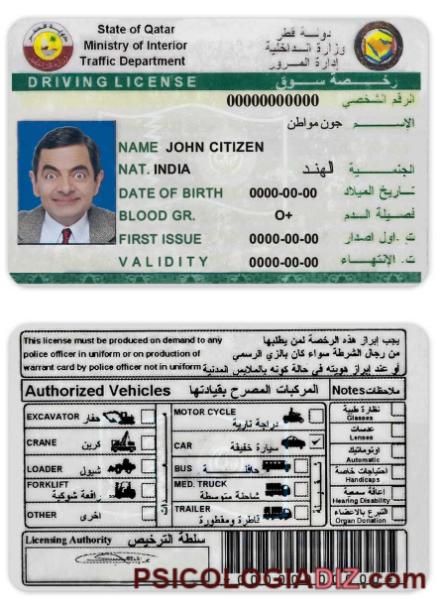 State of Qatar
Ministry of Interior
Traffic Department
دولة قطر
وزارة الداخلية
إدارة المرور
DRIVING LICENSE رخصة سوق
00000000000 الرقم الشخصي
جون مواطن الإسم
NAME JOHN CITIZEN
NAT. INDIA الهند الجنسية
DATE OF BIRTH 0000-00-00 تاريخ الميلاد
BLOOD GR. O+ فصيلة الدم
FIRST ISSUE 0000-00-00 ت. اول اصدار
VALIDITY 0000-00-00 ت. الإنتهاء
This license must be produced on demand to any
police officer in uniform or on production of
warrant card by police officer not in uniform
يجب إبراز هذه الرخصة لمن يطلبها
من رجال الشرطة سواء كان بالزي الرسمي
أو عند إبراز هويته في حالة كونه بالملابس المدنية
Authorized Vehicles المركبات المصرح بقيادتها Notes ملاحظات
EXCAVATOR حفار
CRANE كرين
LOADER شيول
FORKLIFT رافعة شوكية
OTHER اخرى
MOTOR CYCLE
دراجة نارية
CAR سيارة خفيفة ✓
BUS حافلة
MED. TRUCK
شاحنة متوسطة
TRAILER
قاطرة ومقطورة
نظارة طبية
Glasses
عدسات
Lenses
اوتوماتيك
Automatic
احتياجات خاصة
Handicaps
إعاقة سمعية
Hearing Disability
التبرع بالاعضاء
Organ Donation
Licensing Authority سلطة الترخيص
PSICOLOGIADIZ.com